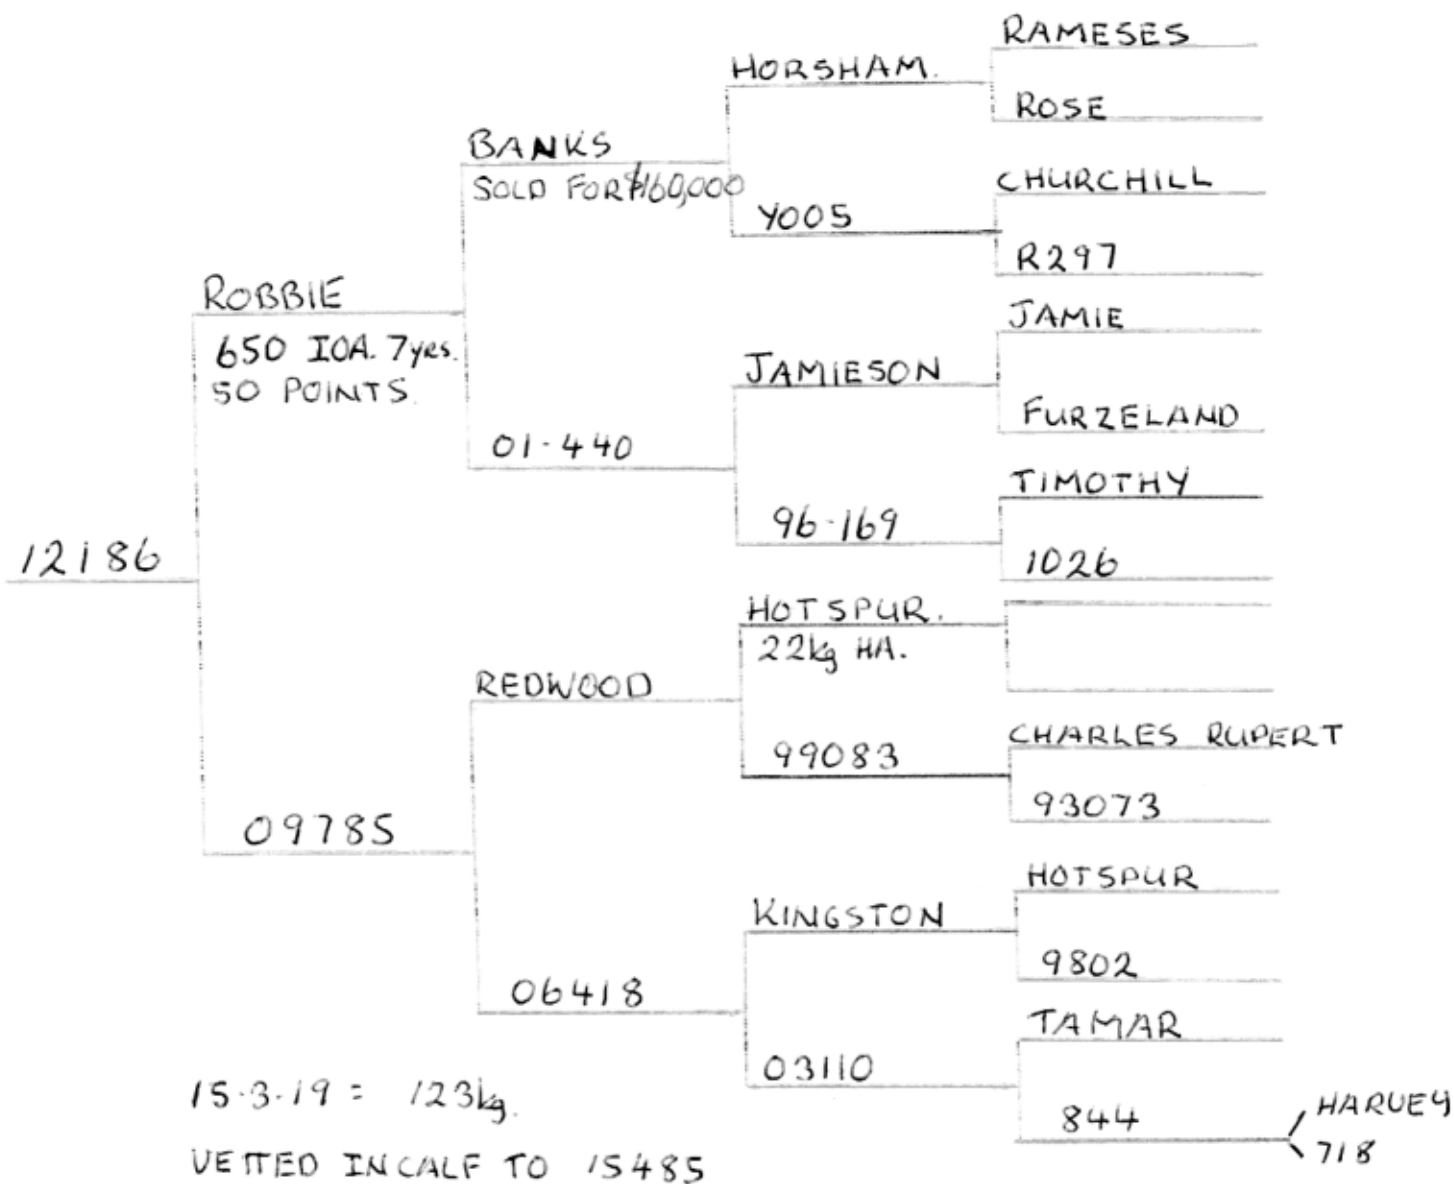 RAMESES
HORSHAM.
ROSE
BANKS
SOLD FOR $160,000
CHURCHILL
Y005
R297
ROBBIE
650 IOA. 7yrs.
50 POINTS.
JAMIE
JAMIESON
FURZELAND
01-440
TIMOTHY
96-169
1026
12186
HOTSPUR.
22kg HA.
REDWOOD
CHARLES RUPERT
99083
93073
09785
HOTSPUR
KINGSTON
9802
06418
TAMAR
03110
844
HARVEY
718
15-3-19 = 123kg.
VETTED IN CALF TO 15485